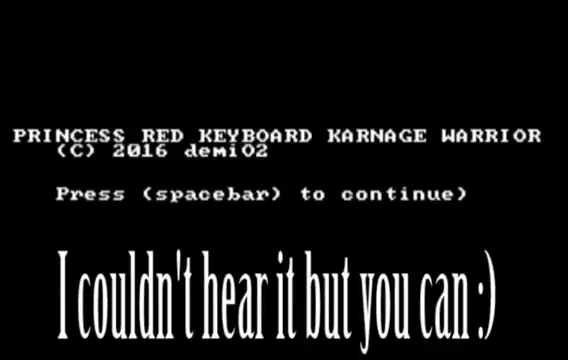 PRINCESS RED KEYBOARD KARNAGE WARRIOR
(C) 2016 demi02
Press (spacebar) to continue)
I couldn't hear it but you can :)